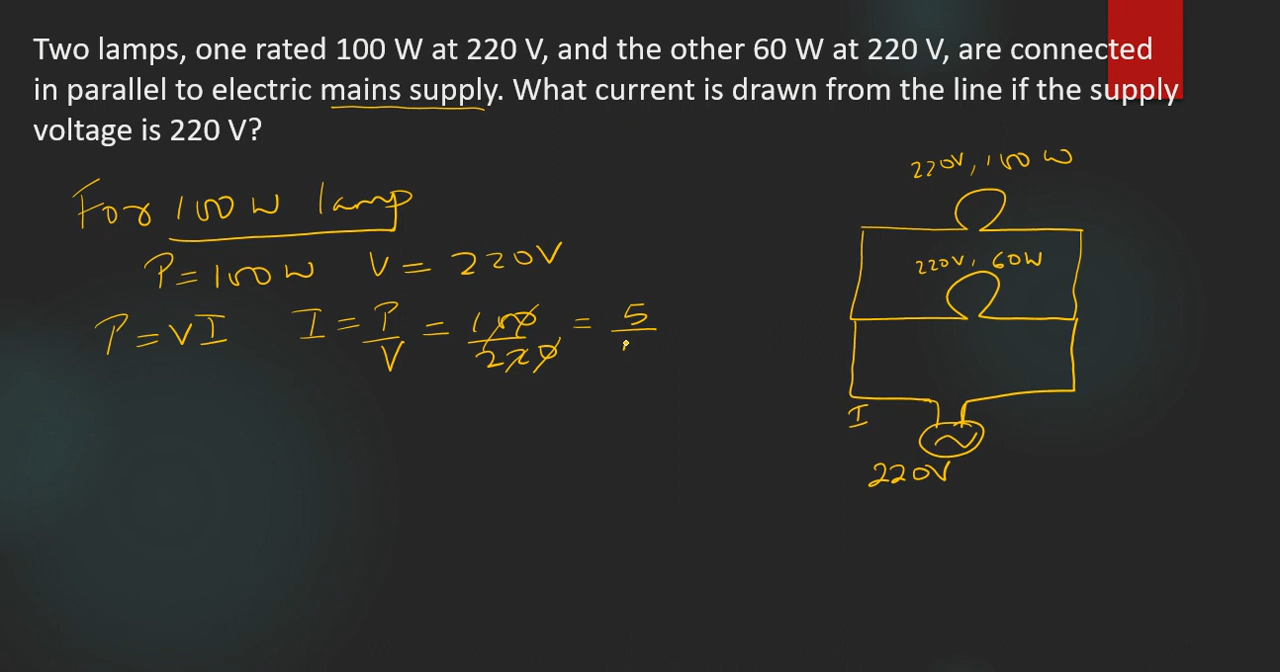 Two lamps, one rated 100 W at 220 V, and the other 60 W at 220 V, are connected
in parallel to electric mains supply. What current is drawn from the line if the supply
voltage is 220 V?
220V, 100 W
For 100 W lamp
220V, 60W
P = 100 W V = 220V
P = VI I = P/V = 100/220 = 5/
I
220V